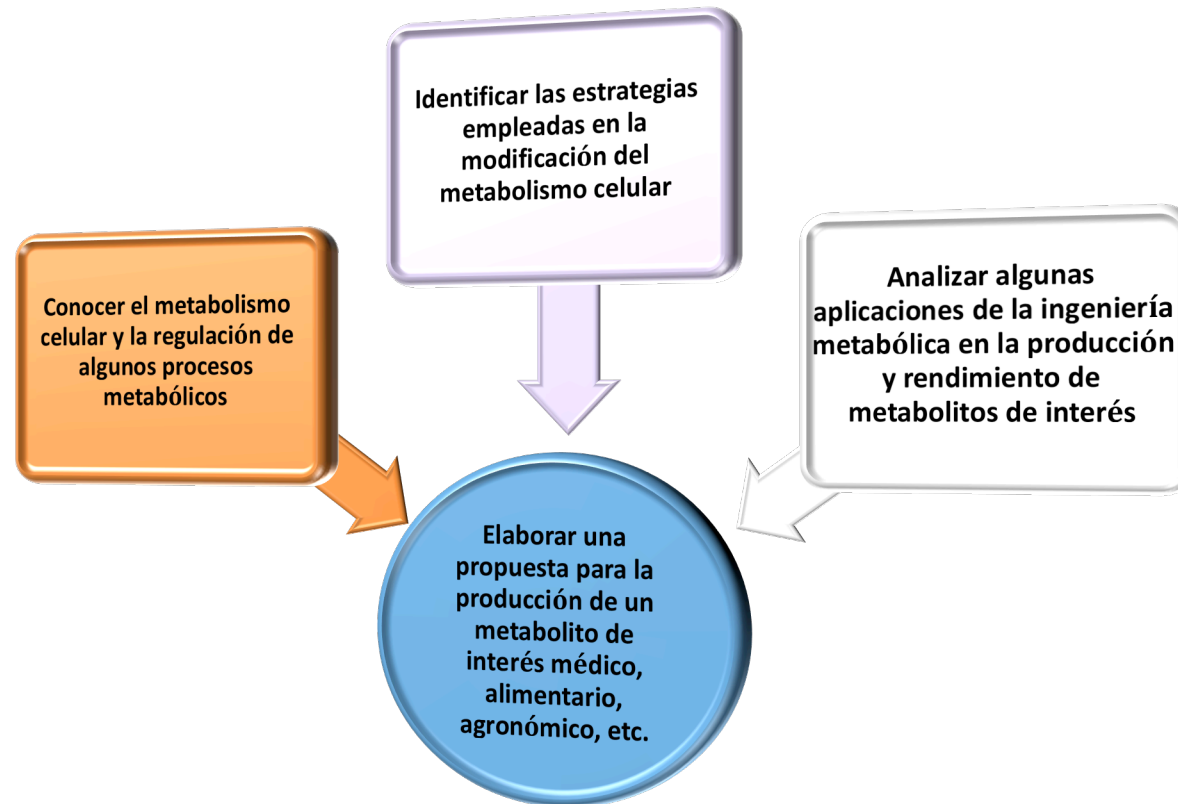 Identificar las estrategias
empleadas en la
modificación del
metabolismo celular
Conocer el metabolismo
celular y la regulación de
algunos procesos
metabólicos
Analizar algunas
aplicaciones de la ingeniería
metabólica en la producción
y rendimiento de
metabolitos de interés
Elaborar una
propuesta para la
producción de un
metabolito de
interés médico,
alimentario,
agronómico, etc.